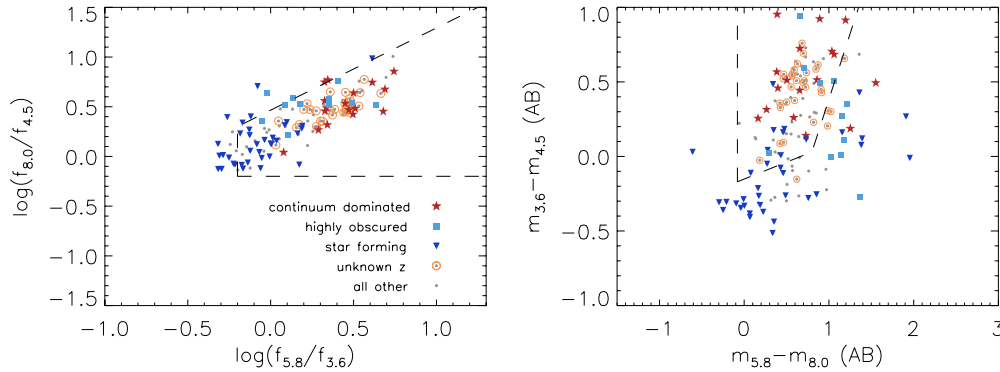 1.5
1.0
0.5
0.0
−0.5
−1.0
−1.5
log(f8.0/f4.5)
continuum dominated
highly obscured
star forming
unknown z
all other
−1.0 −0.5 0.0 0.5 1.0
log(f5.8/f3.6)
1.0
0.5
0.0
−0.5
−1.0
m3.6−m4.5 (AB)
−1 0 1 2 3
m5.8−m8.0 (AB)